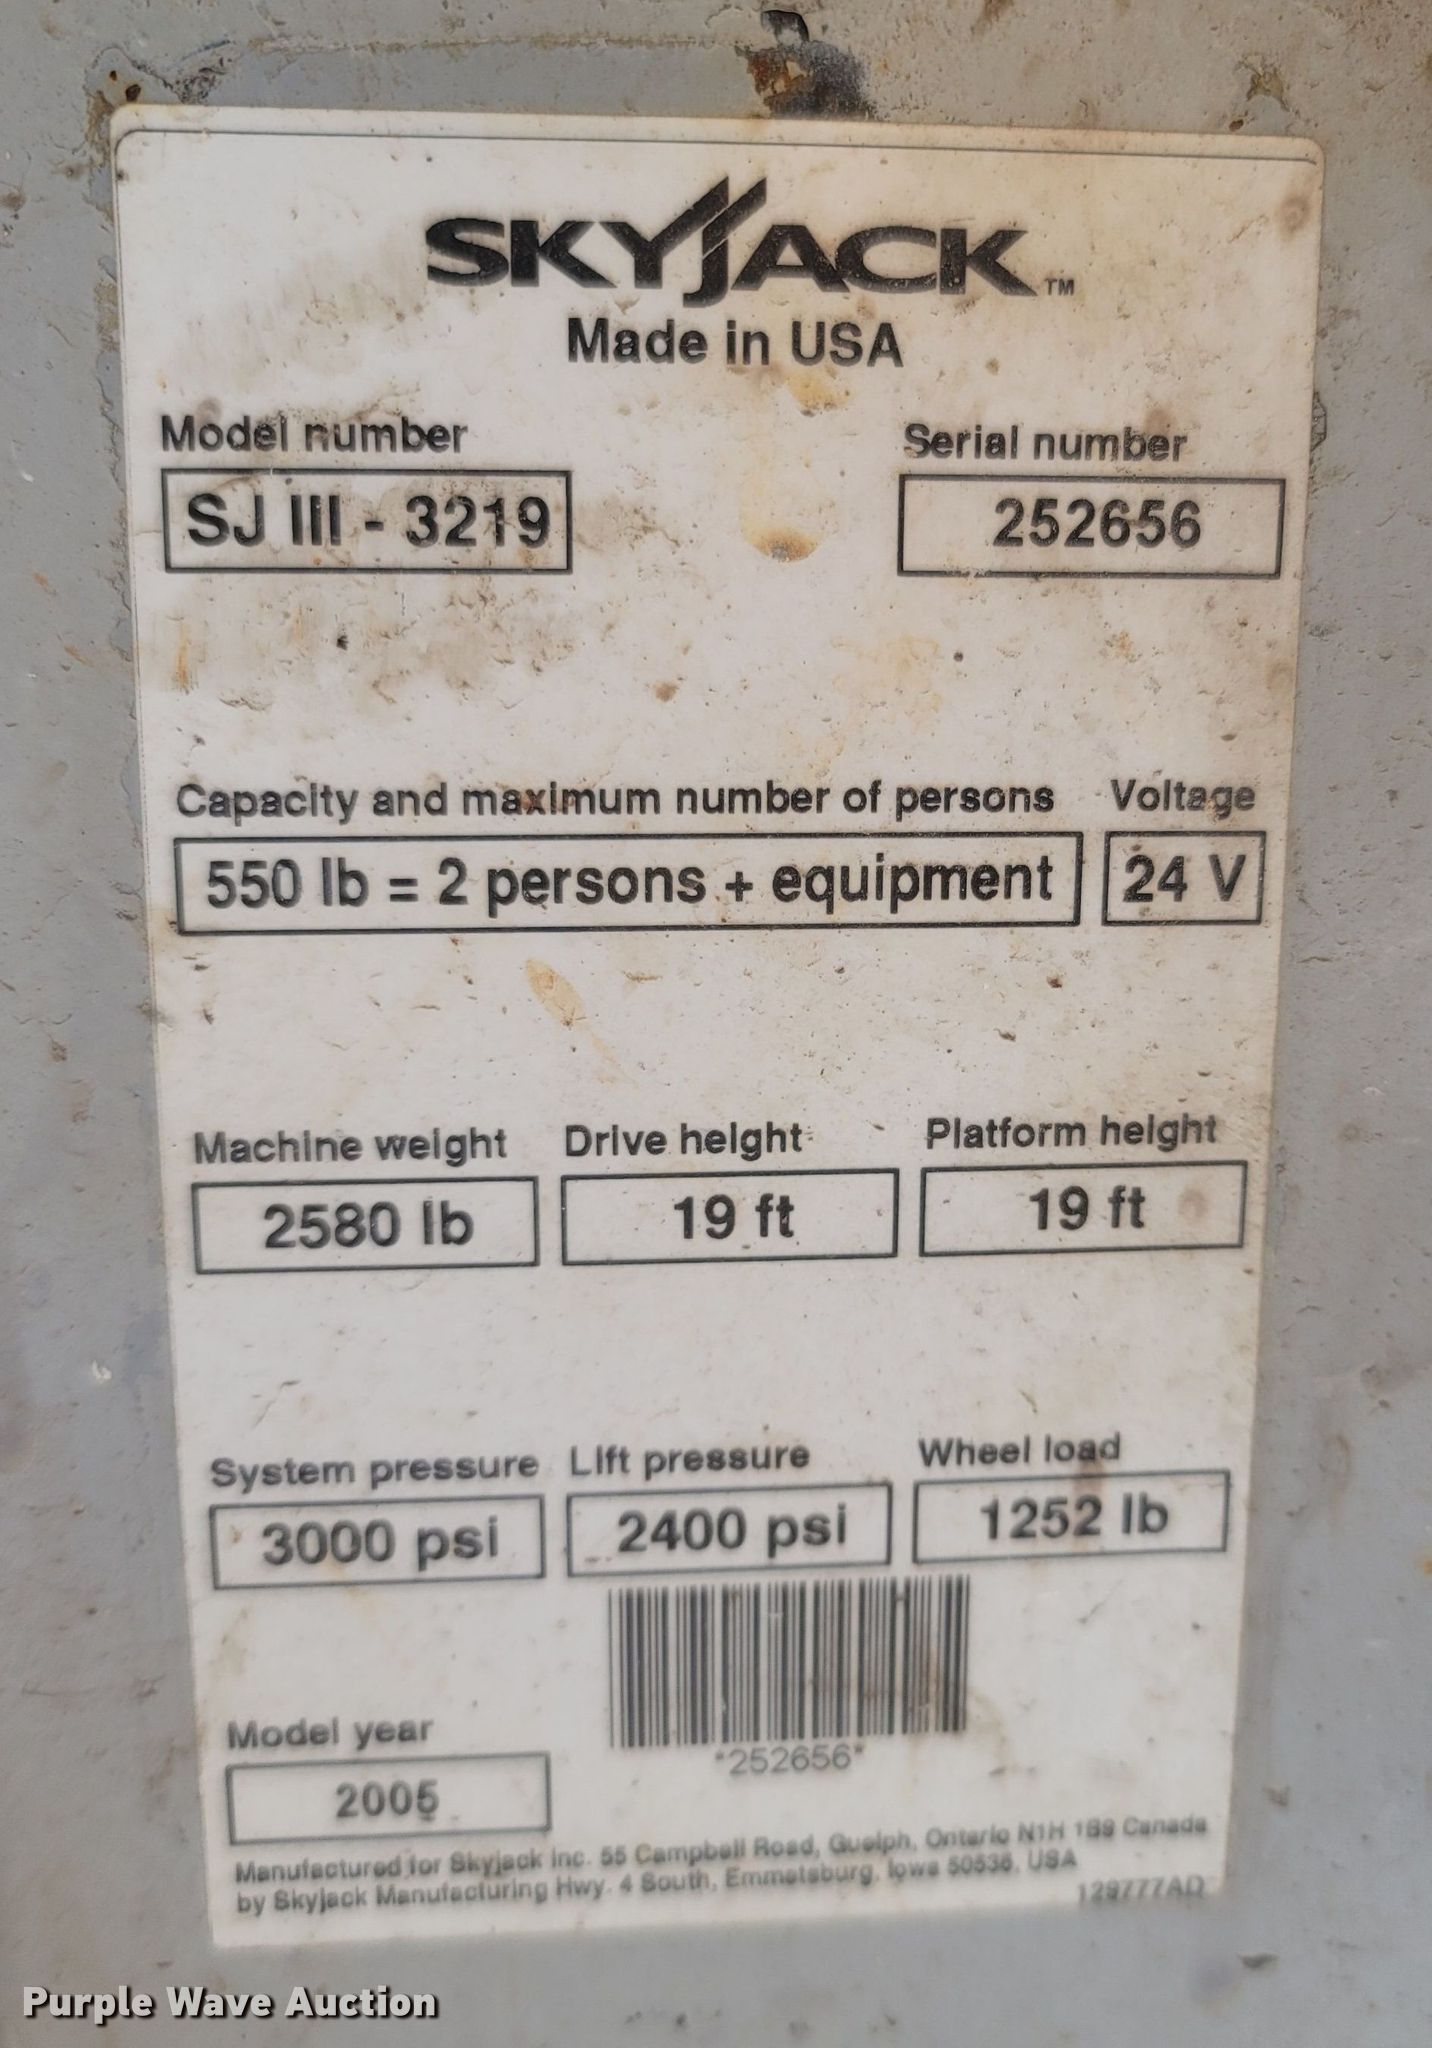 SKYJACK™
Made in USA
Model number Serial number
SJ III - 3219 252656
Capacity and maximum number of persons Voltage
550 lb = 2 persons + equipment 24 V
Machine weight Drive height Platform height
2580 lb 19 ft 19 ft
System pressure Lift pressure Wheel load
3000 psi 2400 psi 1252 lb
*252656*
Model year
2005
Manufactured for Skyjack Inc. 55 Campbell Road, Guelph, Ontario N1H 1B9 Canada
by Skyjack Manufacturing Hwy. 4 South, Emmetsburg, Iowa 50536, USA
129777AD
Purple Wave Auction